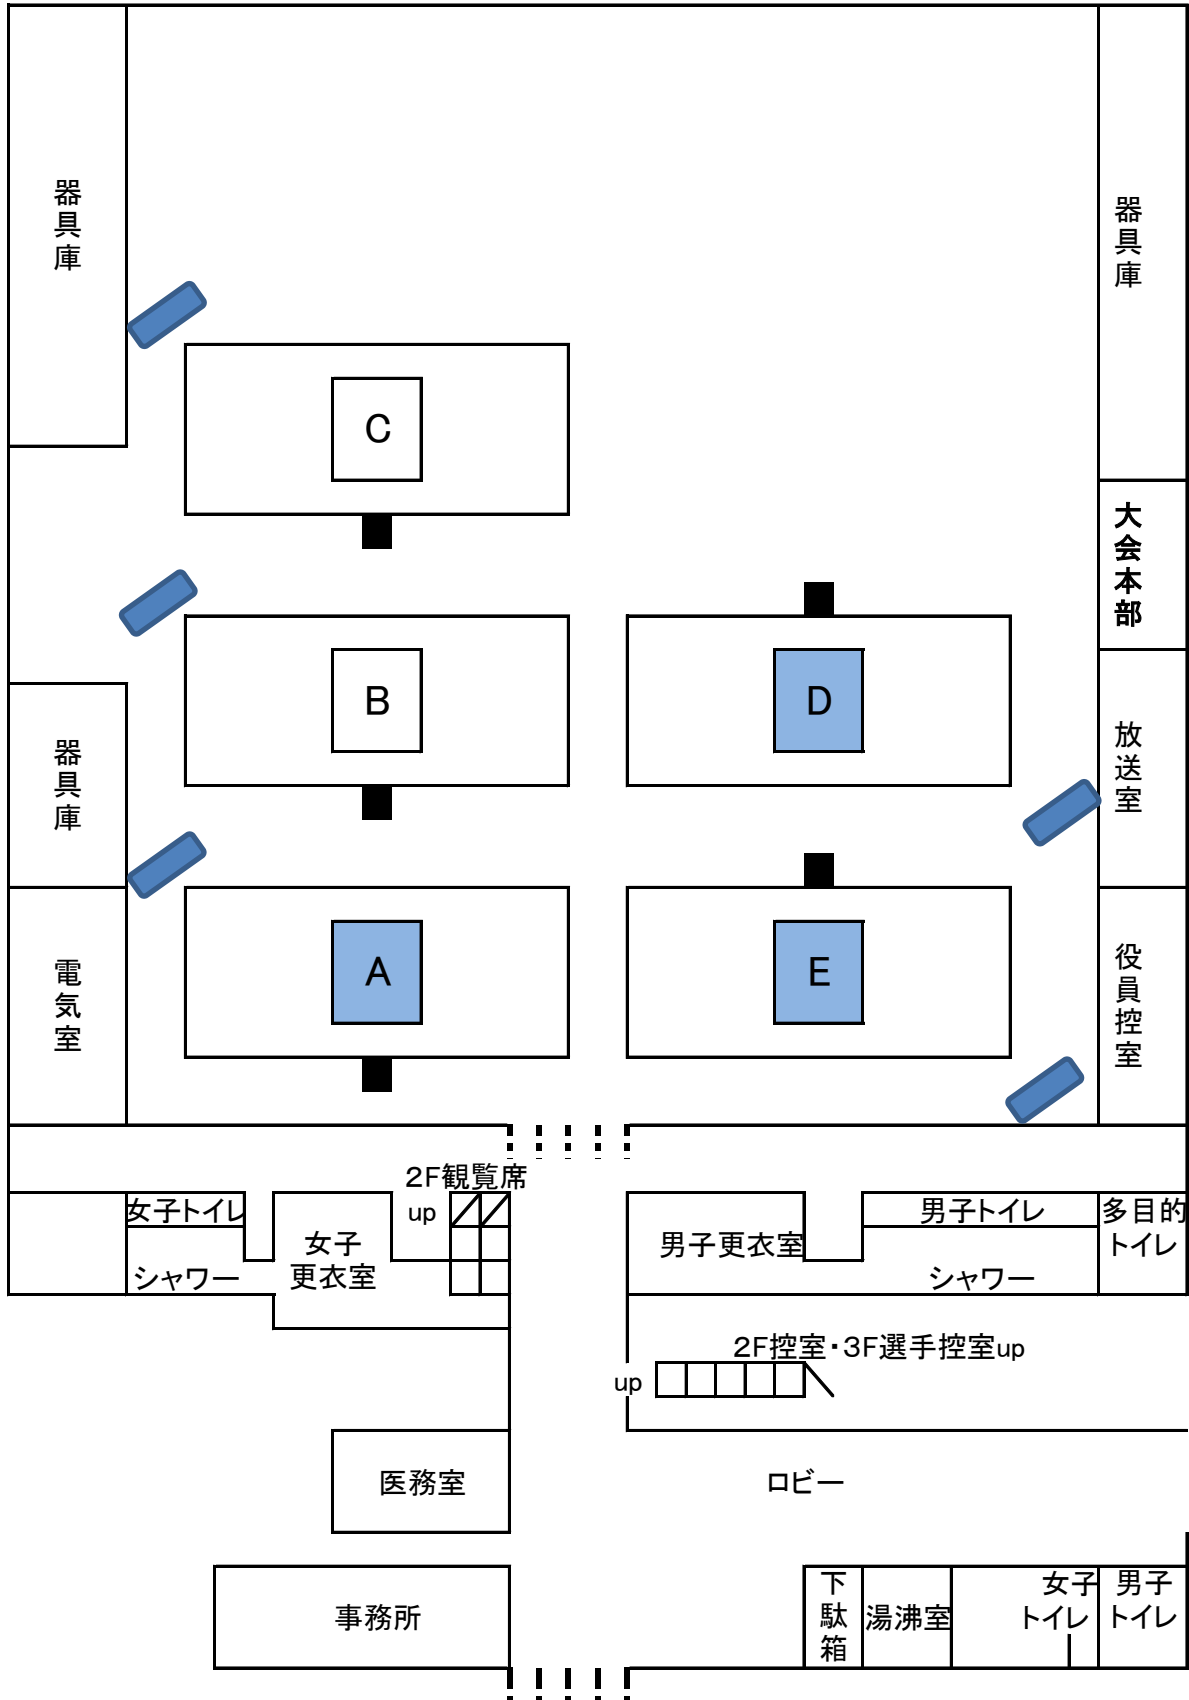 器具庫
器具庫
C
大会本部
B
D
放送室
器具庫
A
E
電気室
役員控室
2F観覧席
up
女子トイレ
シャワー
女子
更衣室
男子更衣室
男子トイレ
シャワー
多目的
トイレ
2F控室・3F選手控室up
up
医務室
ロビー
事務所
下駄箱
湯沸室
女子
トイレ
男子
トイレ